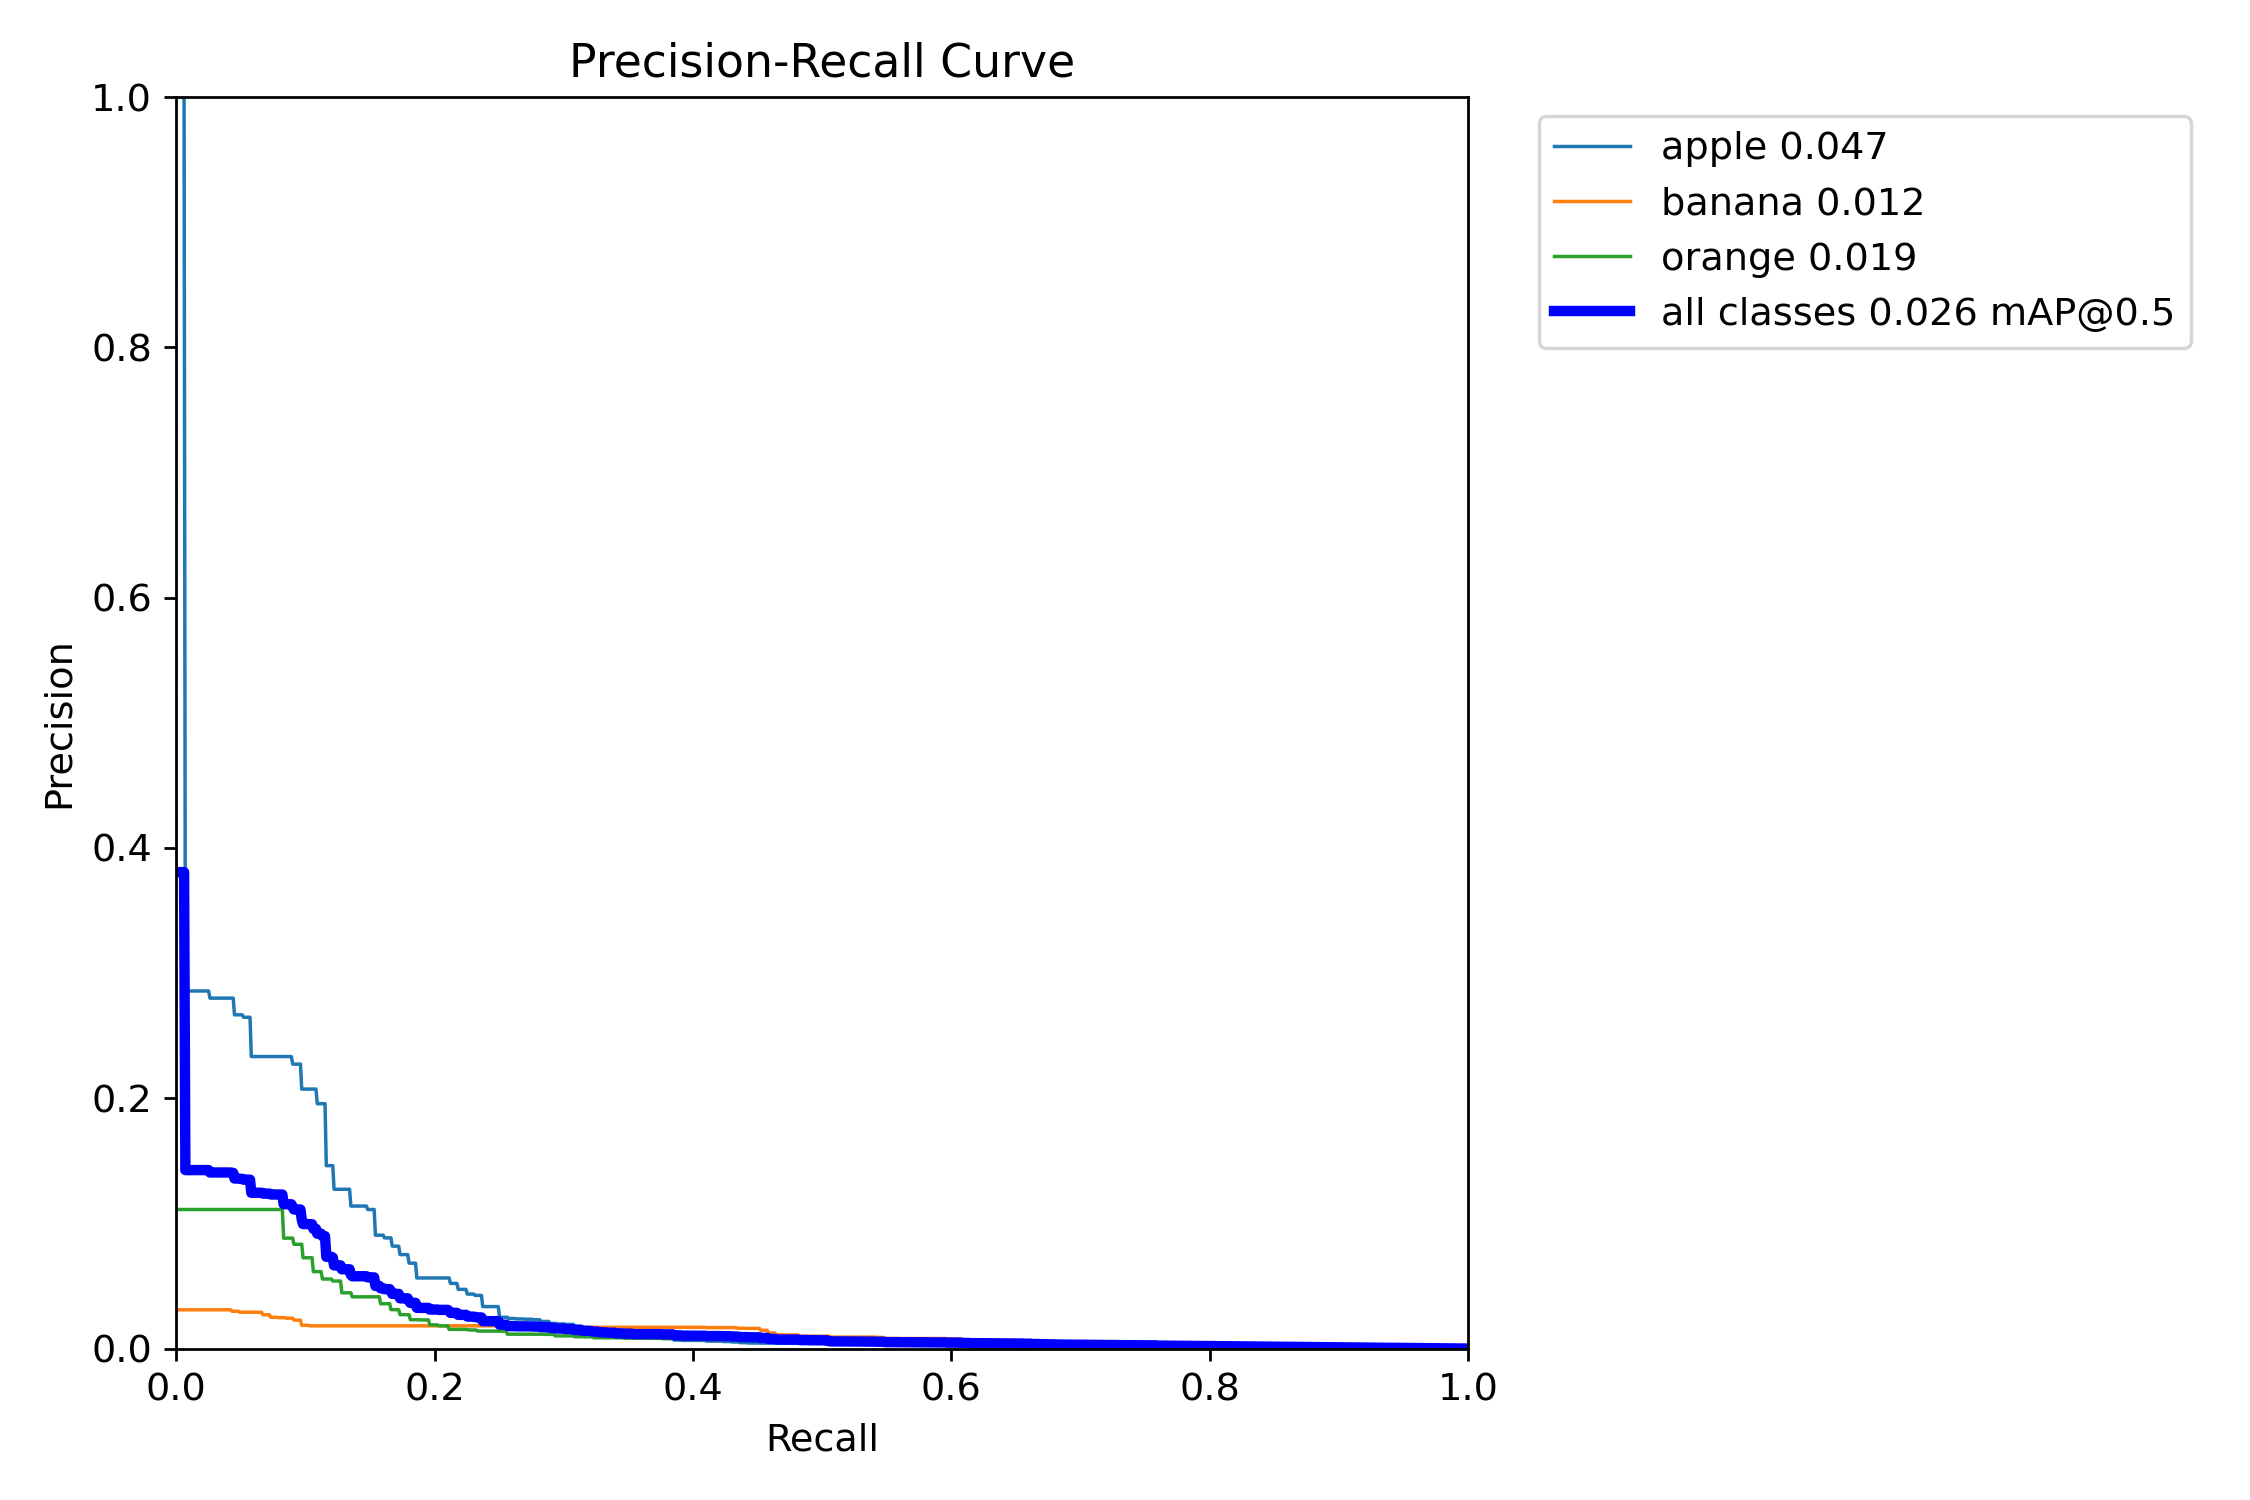 Precision-Recall Curve
1.0
0.8
0.6
0.4
0.2
0.0
Precision
0.0 0.2 0.4 0.6 0.8 1.0
Recall
apple 0.047
banana 0.012
orange 0.019
all classes 0.026 mAP@0.5